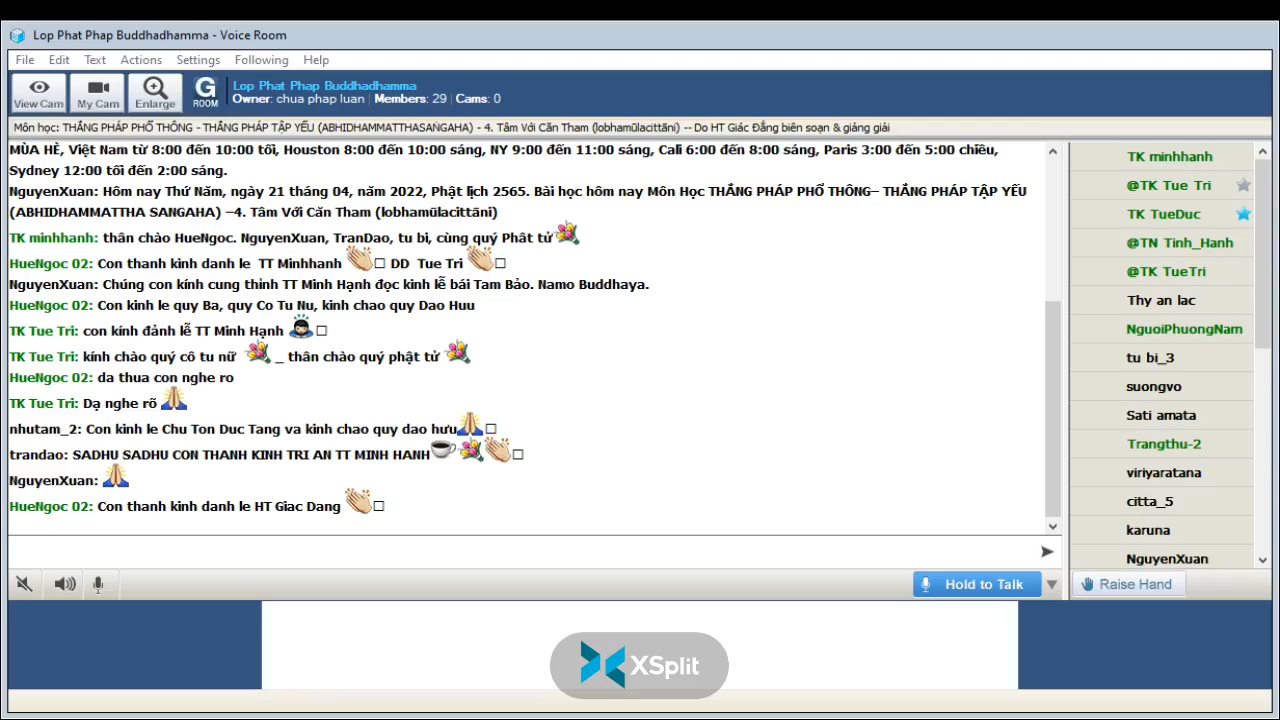 Lop Phat Phap Buddhadhamma - Voice Room
File Edit Text Actions Settings Following Help
View Cam My Cam Enlarge G ROOM
Lop Phat Phap Buddhadhamma
Owner: chua phap luan | Members: 29 | Cams: 0
Môn học: THẮNG PHÁP PHỔ THÔNG - THẮNG PHÁP TẬP YẾU (ABHIDHAMMATTHASAṄGAHA) - 4. Tâm Với Căn Tham (lobhamūlacittāni) -- Do HT Giác Đẳng biên soạn & giảng giải
MÙA HÈ, Việt Nam từ 8:00 đến 10:00 tối, Houston 8:00 đến 10:00 sáng, NY 9:00 đến 11:00 sáng, Cali 6:00 đến 8:00 sáng, Paris 3:00 đến 5:00 chiều,
Sydney 12:00 tối đến 2:00 sáng.
NguyenXuan: Hôm nay Thứ Năm, ngày 21 tháng 04, năm 2022, Phật lịch 2565. Bài học hôm nay Môn Học THẮNG PHÁP PHỔ THÔNG– THẮNG PHÁP TẬP YẾU
(ABHIDHAMMATTHA SANGAHA) –4. Tâm Với Căn Tham (lobhamūlacittāni)
TK minhhanh: thân chào HueNgoc. NguyenXuan, TranDao, tu bi, cùng quý Phât tử
HueNgoc 02: Con thanh kinh danh le TT Minhhanh DD Tue Tri
NguyenXuan: Chúng con kính cung thỉnh TT Minh Hạnh đọc kinh lễ bái Tam Bảo. Namo Buddhaya.
HueNgoc 02: Con kinh le quy Ba, quy Co Tu Nu, kinh chao quy Dao Huu
TK Tue Tri: con kính đảnh lễ TT Minh Hạnh
TK Tue Tri: kính chào quý cô tu nữ _ thân chào quý phật tử
HueNgoc 02: da thua con nghe ro
TK Tue Tri: Dạ nghe rõ
nhutam_2: Con kinh le Chu Ton Duc Tang va kinh chao quy dao hưu
trandao: SADHU SADHU CON THANH KINH TRI AN TT MINH HANH
NguyenXuan:
HueNgoc 02: Con thanh kinh danh le HT Giac Dang
TK minhhanh
@TK Tue Tri
TK TueDuc
@TN Tinh_Hanh
@TK TueTri
Thy an lac
NguoiPhuongNam
tu bi_3
suongvo
Sati amata
Trangthu-2
viriyaratana
citta_5
karuna
NguyenXuan
Hold to Talk
Raise Hand
XSplit